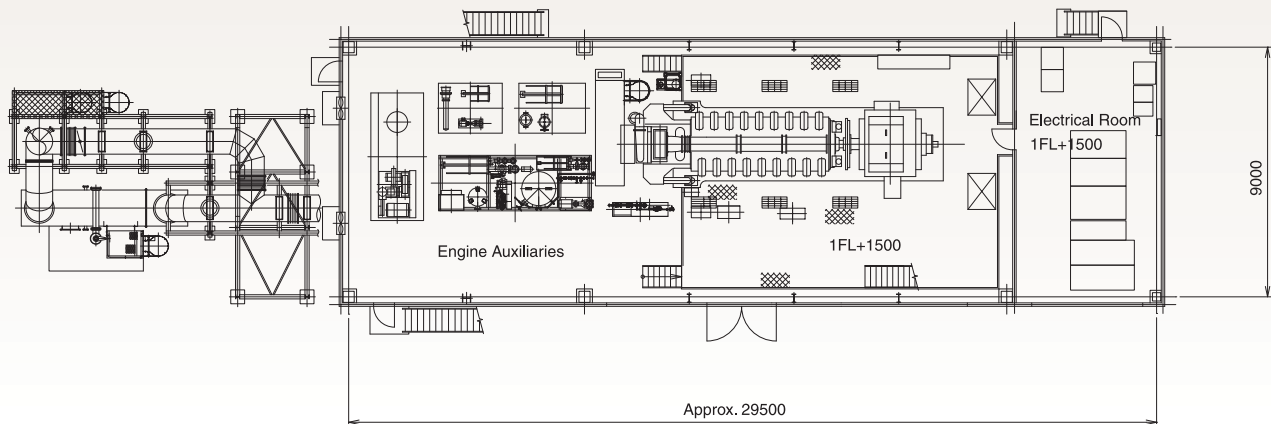 Electrical Room
1FL+1500
9000
Engine Auxiliaries
1FL+1500
Approx. 29500